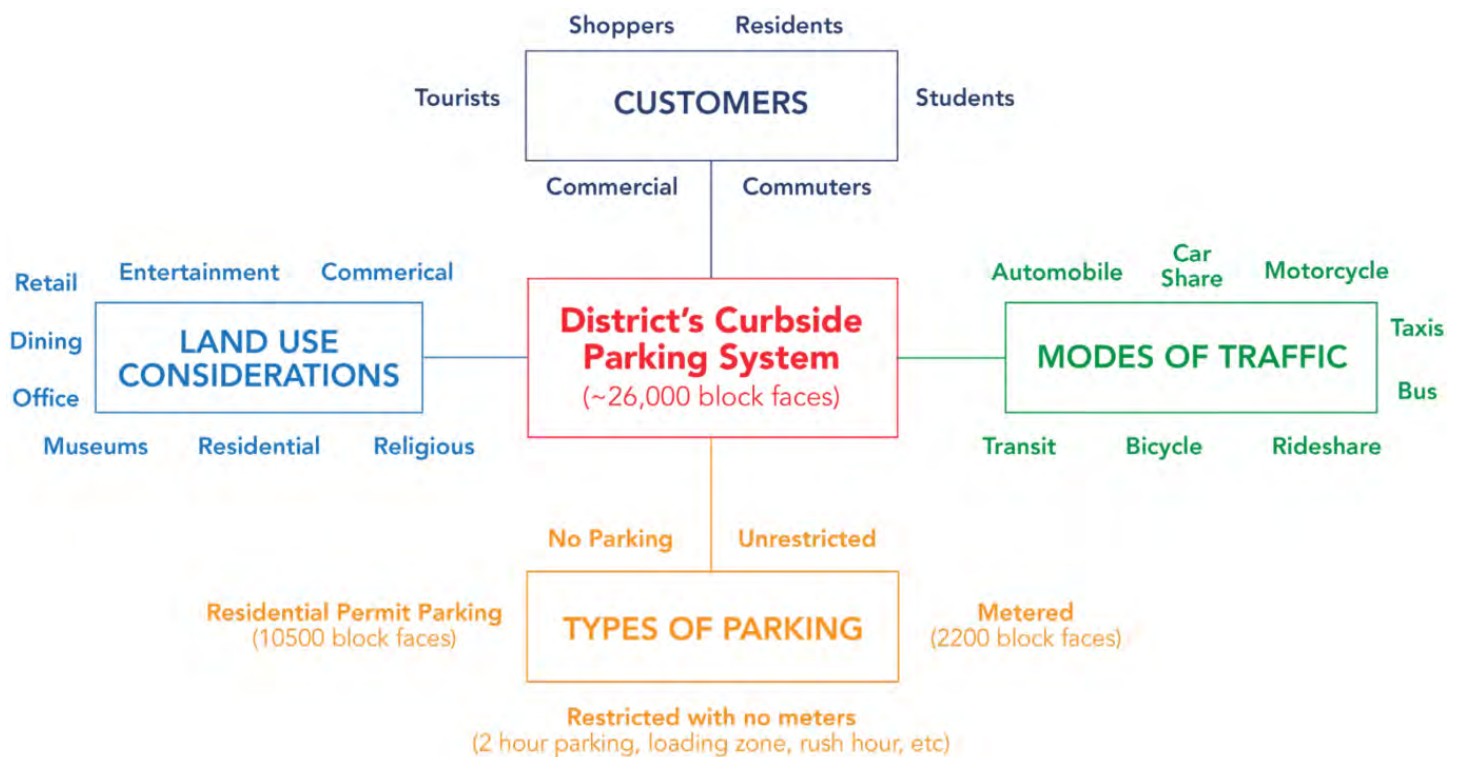 Shoppers Residents
Tourists
CUSTOMERS
Students
Commercial Commuters
Retail
Entertainment Commerical
Dining
LAND USE
CONSIDERATIONS
Office
Museums Residential Religious
District's Curbside
Parking System
(~26,000 block faces)
Automobile
Car
Share
Motorcycle
MODES OF TRAFFIC
Taxis
Bus
Transit Bicycle Rideshare
No Parking Unrestricted
Residential Permit Parking
(10500 block faces)
TYPES OF PARKING
Metered
(2200 block faces)
Restricted with no meters
(2 hour parking, loading zone, rush hour, etc)